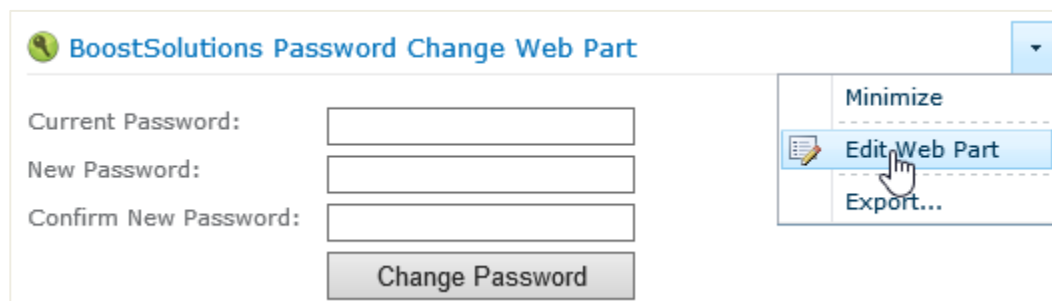 BoostSolutions Password Change Web Part
Minimize
Current Password:
Edit Web Part
New Password:
Export...
Confirm New Password:
Change Password